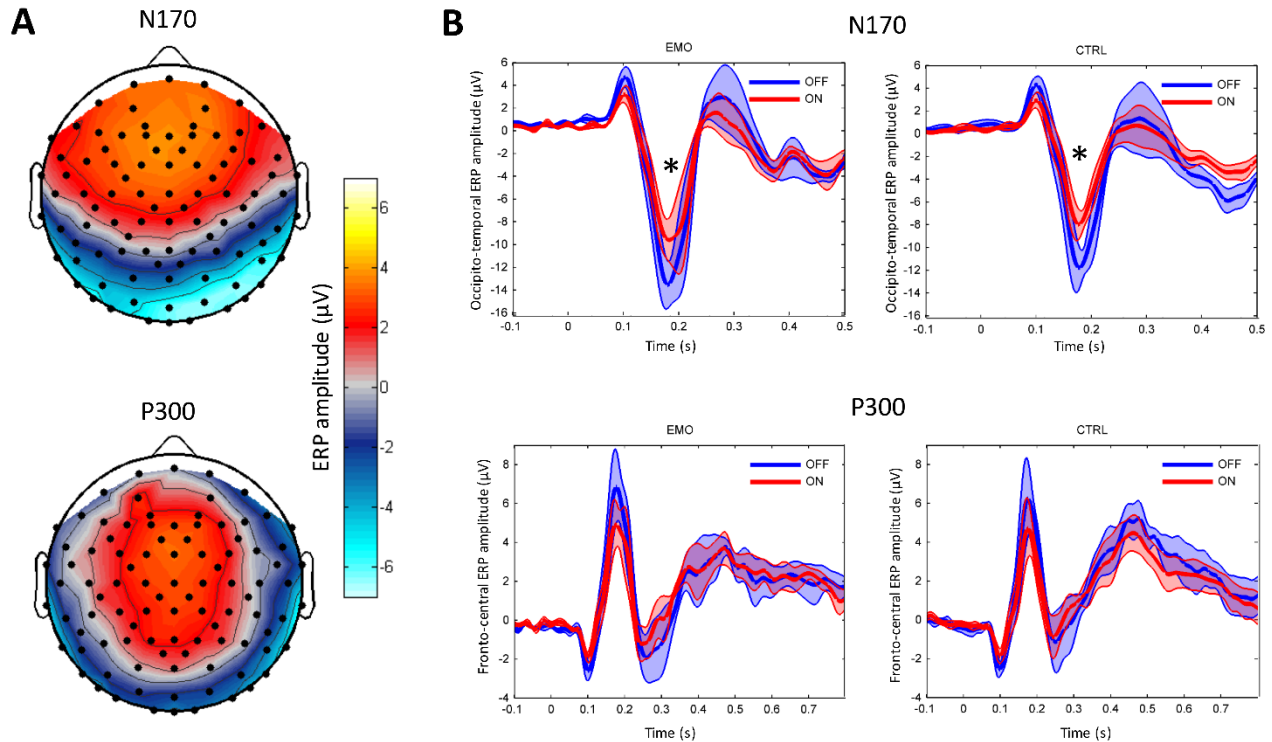 A
N170
6
4
2
0
-2
-4
-6
ERP amplitude (µV)
P300
B
N170
EMO
OFF
ON
*
6
4
2
0
-2
-4
-6
-8
-10
-12
-14
-16
Occipito-temporal ERP amplitude (µV)
-0.1 0 0.1 0.2 0.3 0.4 0.5
Time (s)
CTRL
OFF
ON
*
6
4
2
0
-2
-4
-6
-8
-10
-12
-14
-16
Occipito-temporal ERP amplitude (µV)
-0.1 0 0.1 0.2 0.3 0.4 0.5
Time (s)
P300
EMO
OFF
ON
8
6
4
2
0
-2
-4
Fronto-central ERP amplitude (µV)
-0.1 0 0.1 0.2 0.3 0.4 0.5 0.6 0.7
Time (s)
CTRL
OFF
ON
8
6
4
2
0
-2
-4
Fronto-central ERP amplitude (µV)
-0.1 0 0.1 0.2 0.3 0.4 0.5 0.6 0.7
Time (s)